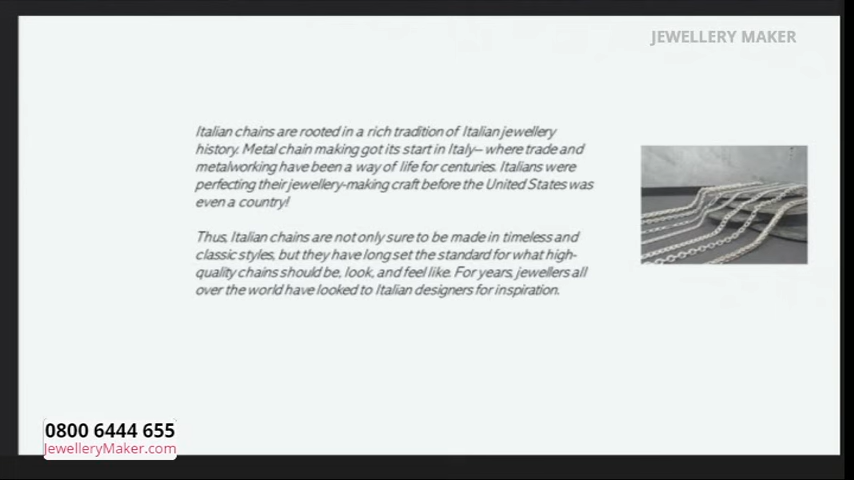 JEWELLERY MAKER
Italian chains are rooted in a rich tradition of Italian jewellery
history. Metal chain making got its start in Italy– where trade and
metalworking have been a way of life for centuries. Italians were
perfecting their jewellery-making craft before the United States was
even a country!
Thus, Italian chains are not only sure to be made in timeless and
classic styles, but they have long set the standard for what high-
quality chains should be, look, and feel like. For years, jewellers all
over the world have looked to Italian designers for inspiration.
0800 6444 655
JewelleryMaker.com